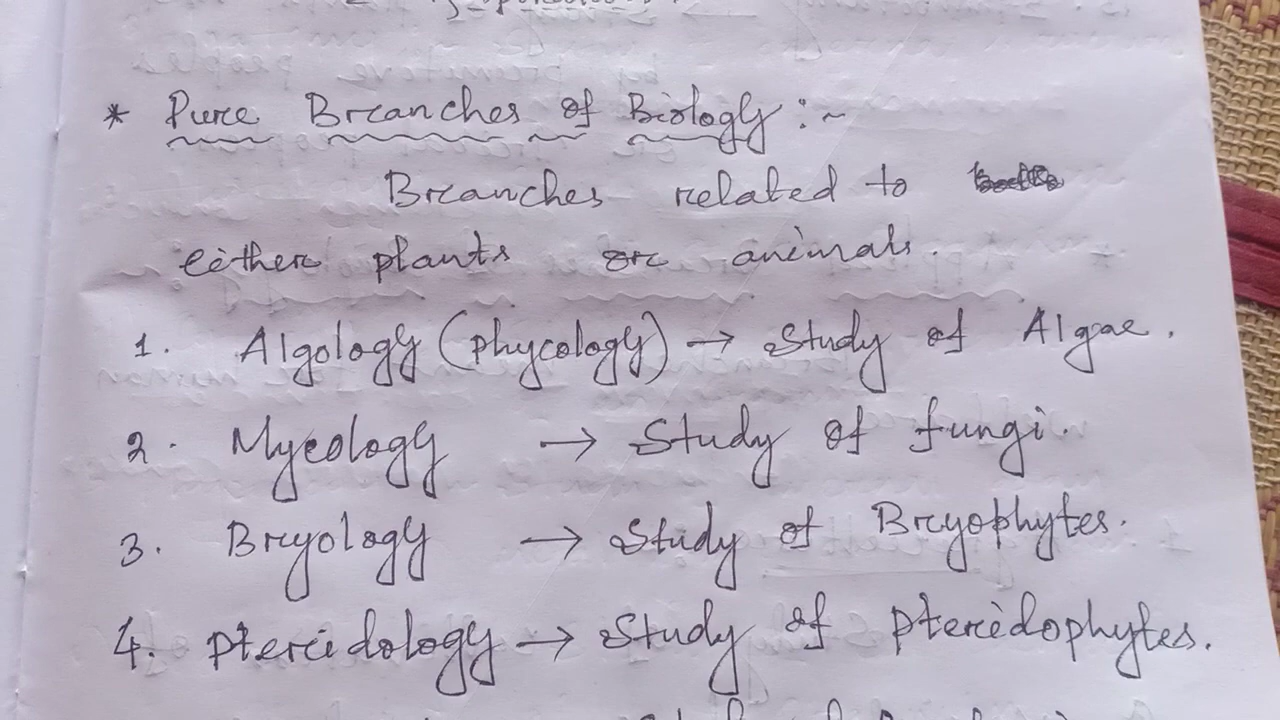 * Pure Branches of Biology :~
Branches related to
either plants or animals.
1. Algology (phycology) → Study of Algae.
2. Mycology → Study of fungi.
3. Bryology → Study of Bryophytes.
4. Pteridology → Study of Pteridophytes.